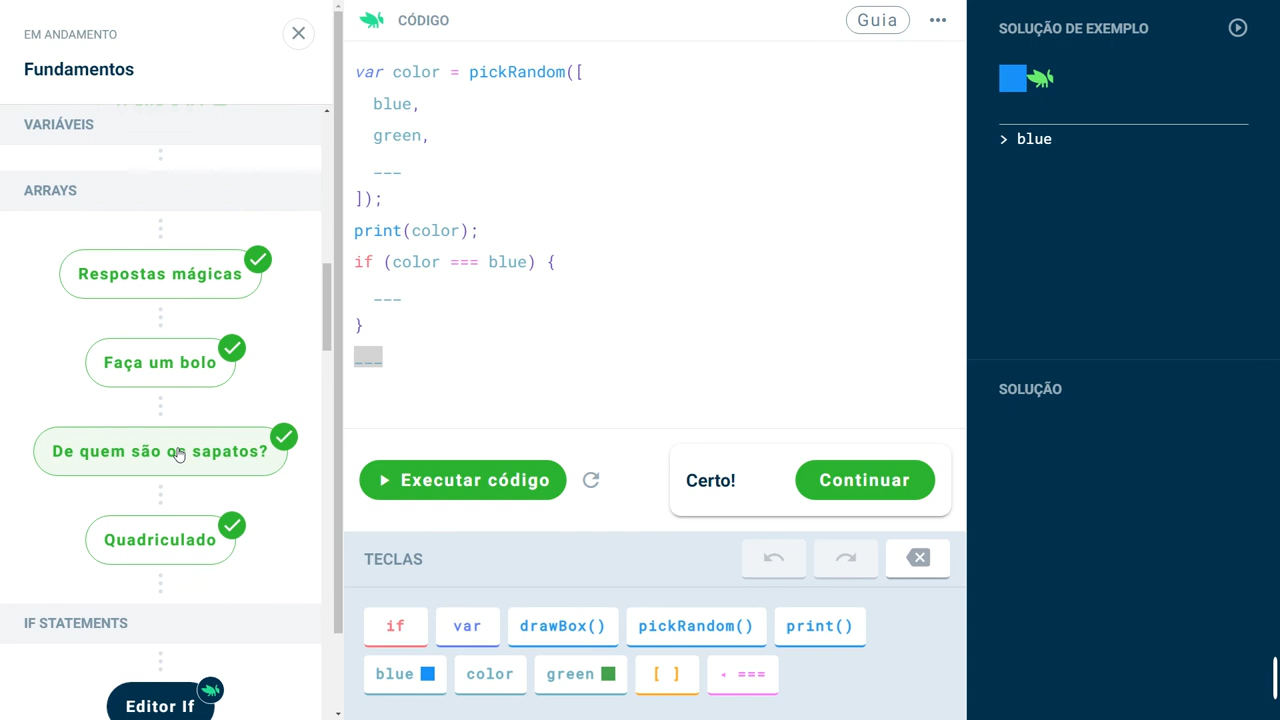 EM ANDAMENTO
Fundamentos
VARIÁVEIS
ARRAYS
Respostas mágicas
Faça um bolo
De quem são os sapatos?
Quadriculado
IF STATEMENTS
Editor If
CÓDIGO
Guia
var color = pickRandom([
blue,
green,
___
]);
print(color);
if (color === blue) {
___
}
___
Executar código
Certo!
Continuar
TECLAS
if var drawBox() pickRandom() print()
blue color green [ ] ===
SOLUÇÃO DE EXEMPLO
> blue
SOLUÇÃO